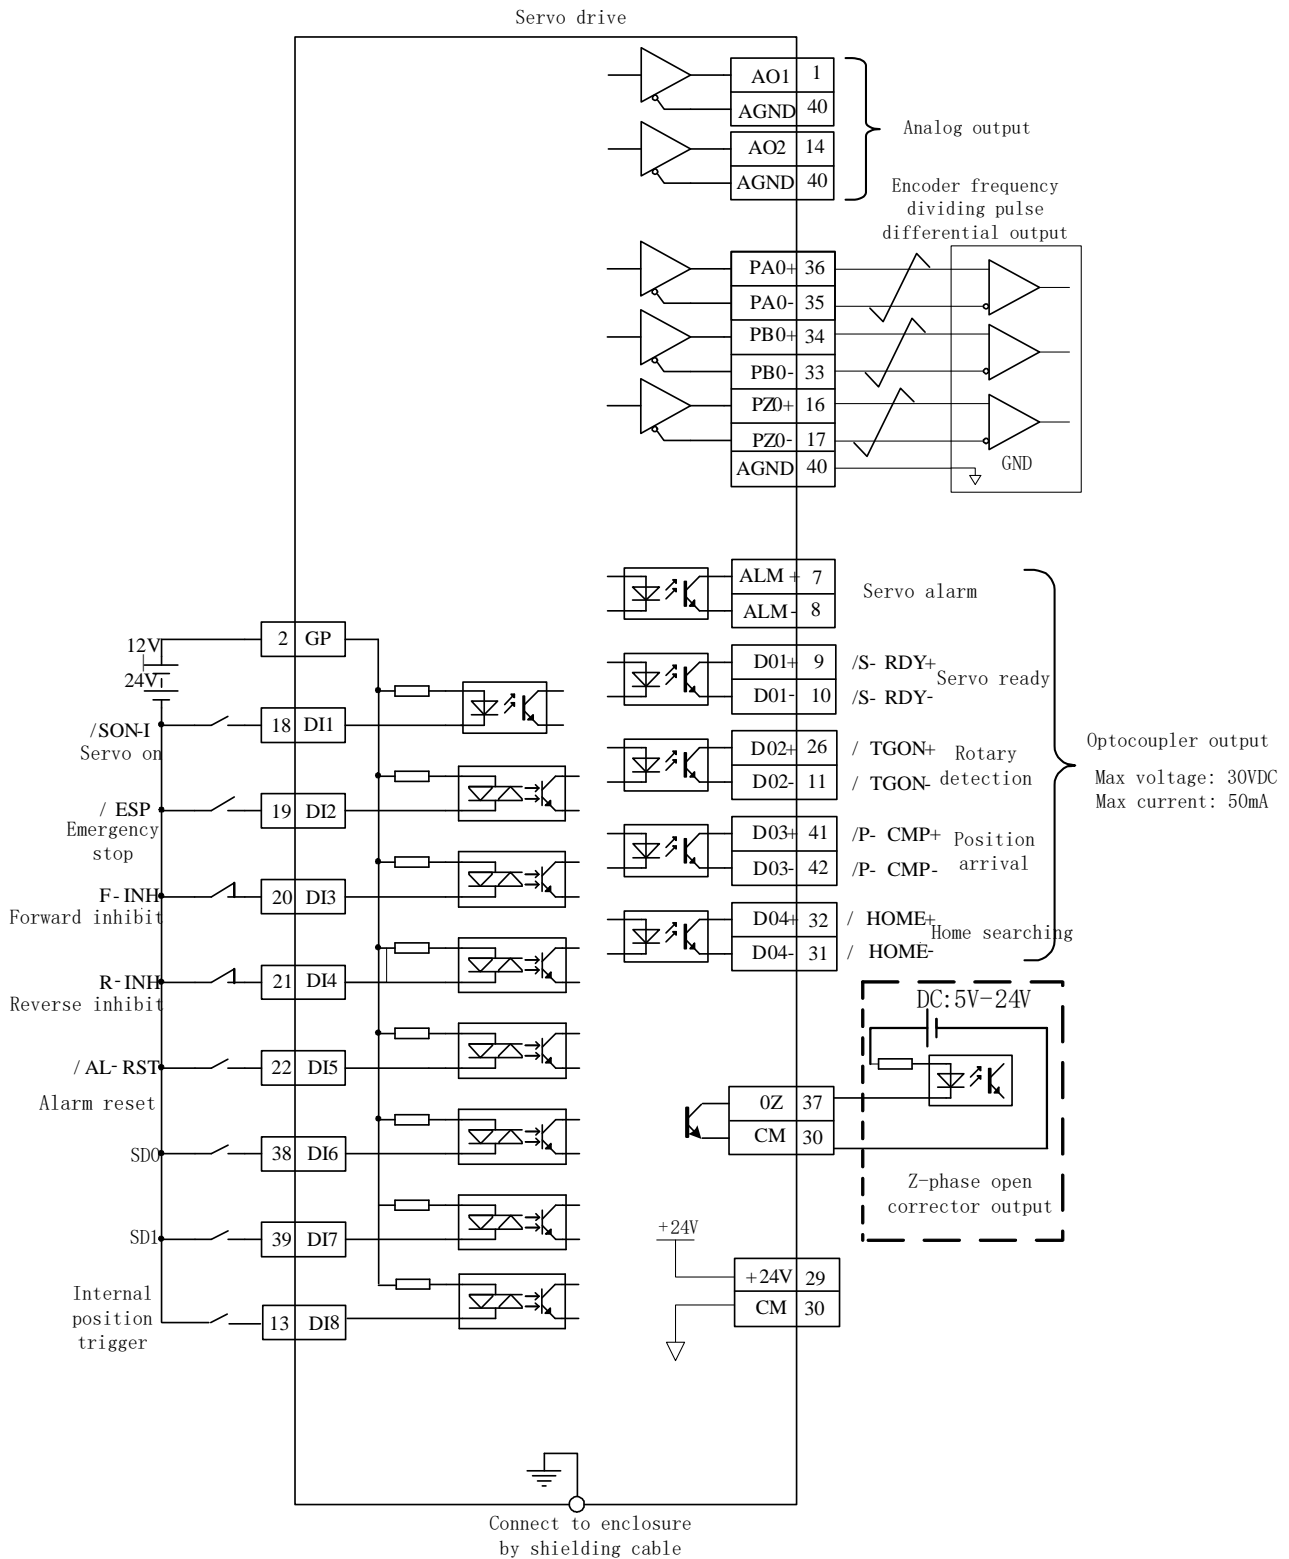 Servo drive
AO1 1
AGND 40
AO2 14
AGND 40
Analog output
Encoder frequency
dividing pulse
differential output
PA0+ 36
PA0- 35
PB0+ 34
PB0- 33
PZ0+ 16
PZ0- 17
AGND 40
GND
ALM + 7
ALM- 8
Servo alarm
D01+ 9 /S- RDY+
D01- 10 /S- RDY-
Servo ready
D02+ 26 / TGON+
D02- 11 / TGON-
Rotary
detection
D03+ 41 /P- CMP+
D03- 42 /P- CMP-
Position
arrival
D04+ 32 / HOME+
D04- 31 / HOME-
Home searching
Optocoupler output
Max voltage: 30VDC
Max current: 50mA
12V
24V
2 GP
/SON-I
Servo on
18 DI1
/ ESP
Emergency
stop
19 DI2
F- INH
Forward inhibit
20 DI3
R- INH
Reverse inhibit
21 DI4
/ AL- RST
Alarm reset
22 DI5
SD0
38 DI6
SD1
39 DI7
Internal
position
trigger
13 DI8
DC:5V-24V
0Z 37
CM 30
Z-phase open
corrector output
+24V
+24V 29
CM 30
Connect to enclosure
by shielding cable